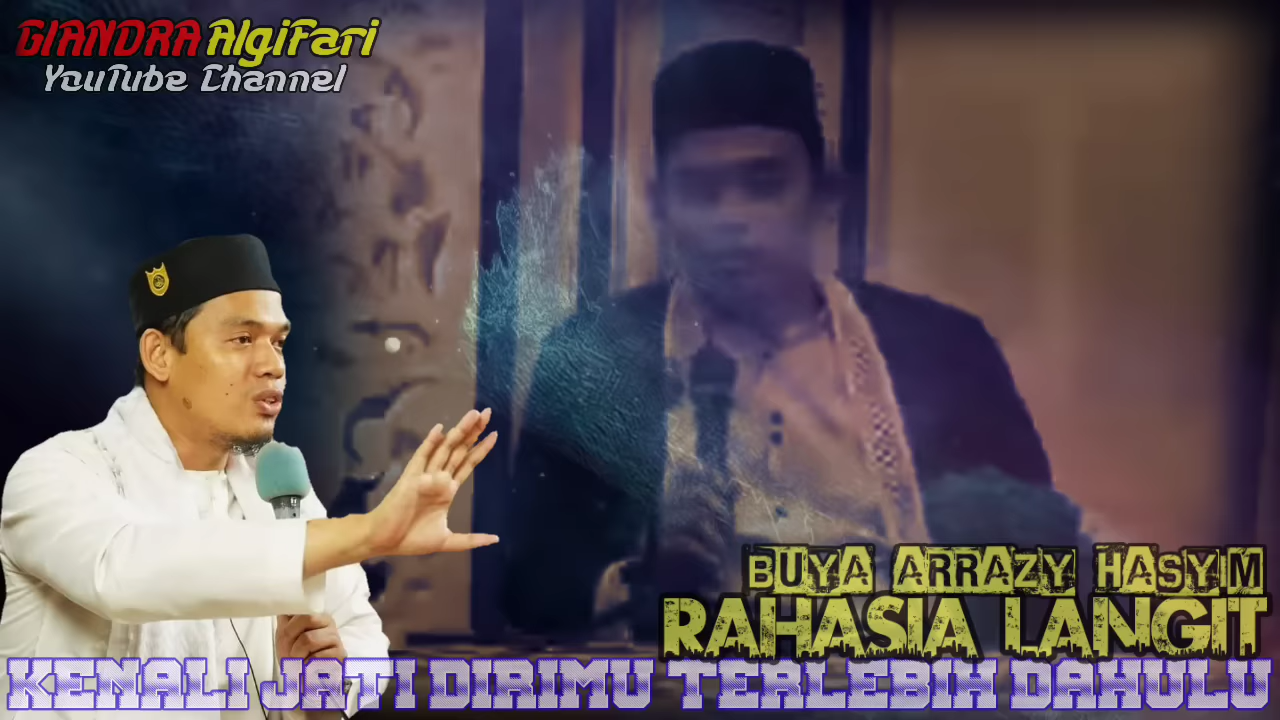 GIANDRA AlgiFari
YouTube Channel
BUYA ARRAZY HASYIM
RAHASIA LANGIT
KENALI JATI DIRIMU TERLEBIH DAHULU